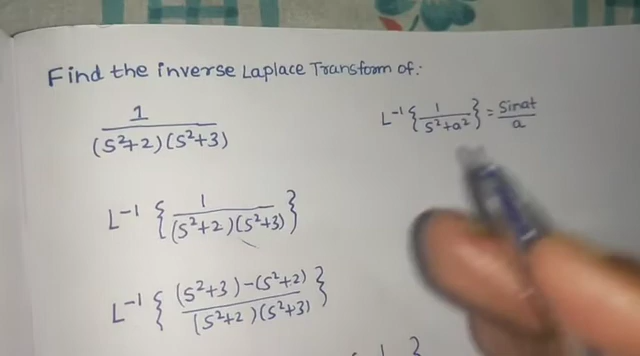 Find the inverse Laplace Transform of:-
1/((S²+2)(S²+3))
L⁻¹{1/(S²+a²)} = Sinat/a
L⁻¹ {1/((S²+2)(S²+3))}
L⁻¹ {((S²+3)-(S²+2))/((S²+2)(S²+3))}